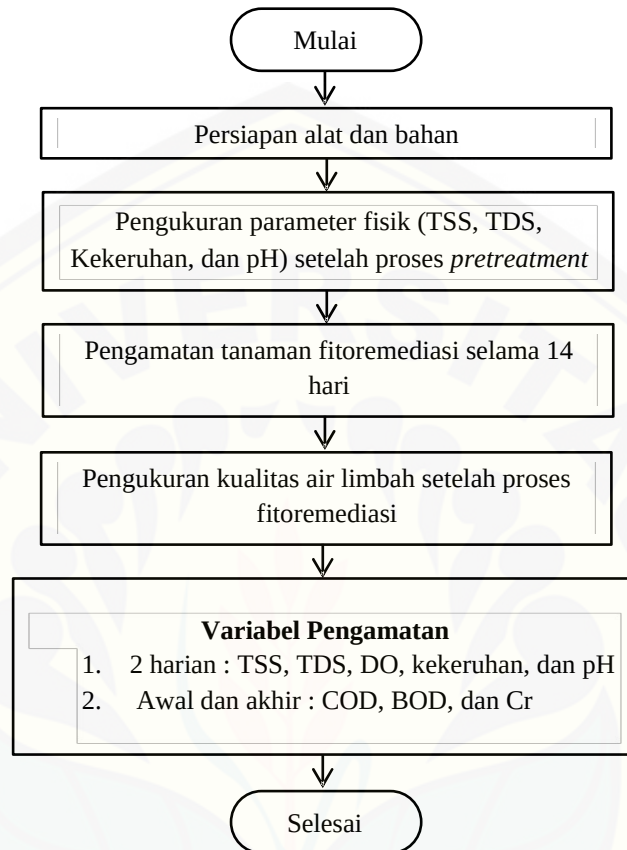 Mulai
Persiapan alat dan bahan
Pengukuran parameter fisik (TSS, TDS,
Kekeruhan, dan pH) setelah proses pretreatment
Pengamatan tanaman fitoremediasi selama 14
hari
Pengukuran kualitas air limbah setelah proses
fitoremediasi
Variabel Pengamatan
1. 2 harian : TSS, TDS, DO, kekeruhan, dan pH
2. Awal dan akhir : COD, BOD, dan Cr
Selesai